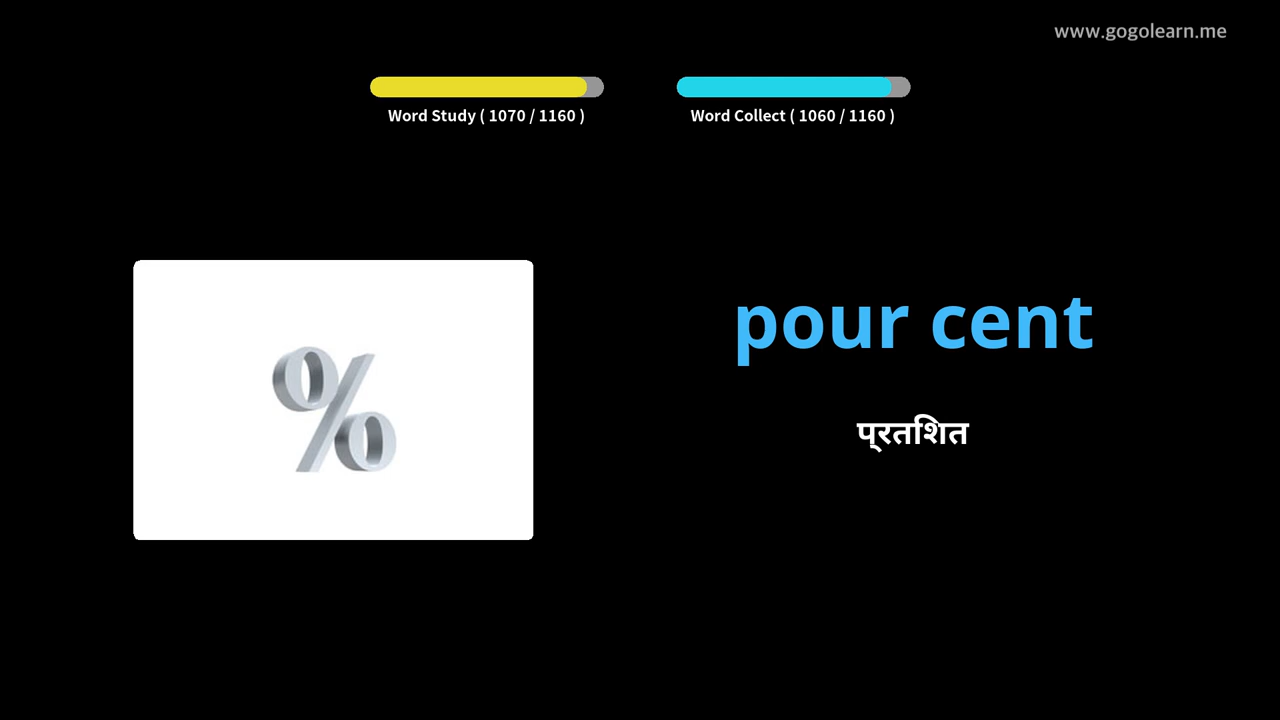 www.gogolearn.me
Word Study ( 1070 / 1160 )
Word Collect ( 1060 / 1160 )
%
pour cent
प्रतिशत